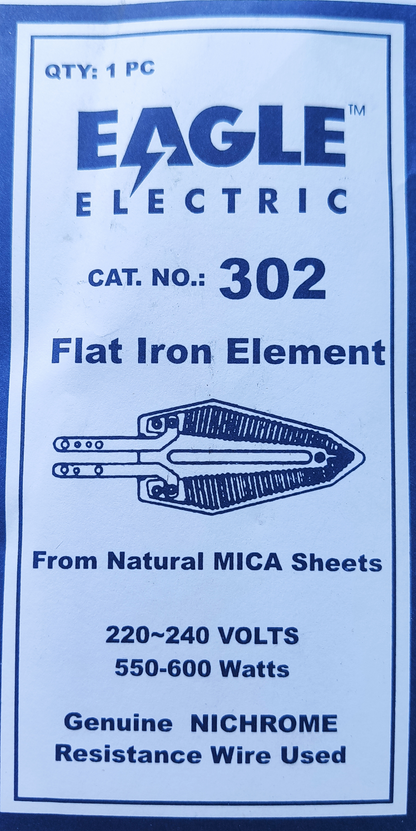 QTY: 1 PC
EAGLE™
ELECTRIC
CAT. NO.: 302
Flat Iron Element
From Natural MICA Sheets
220~240 VOLTS
550-600 Watts
Genuine NICHROME
Resistance Wire Used